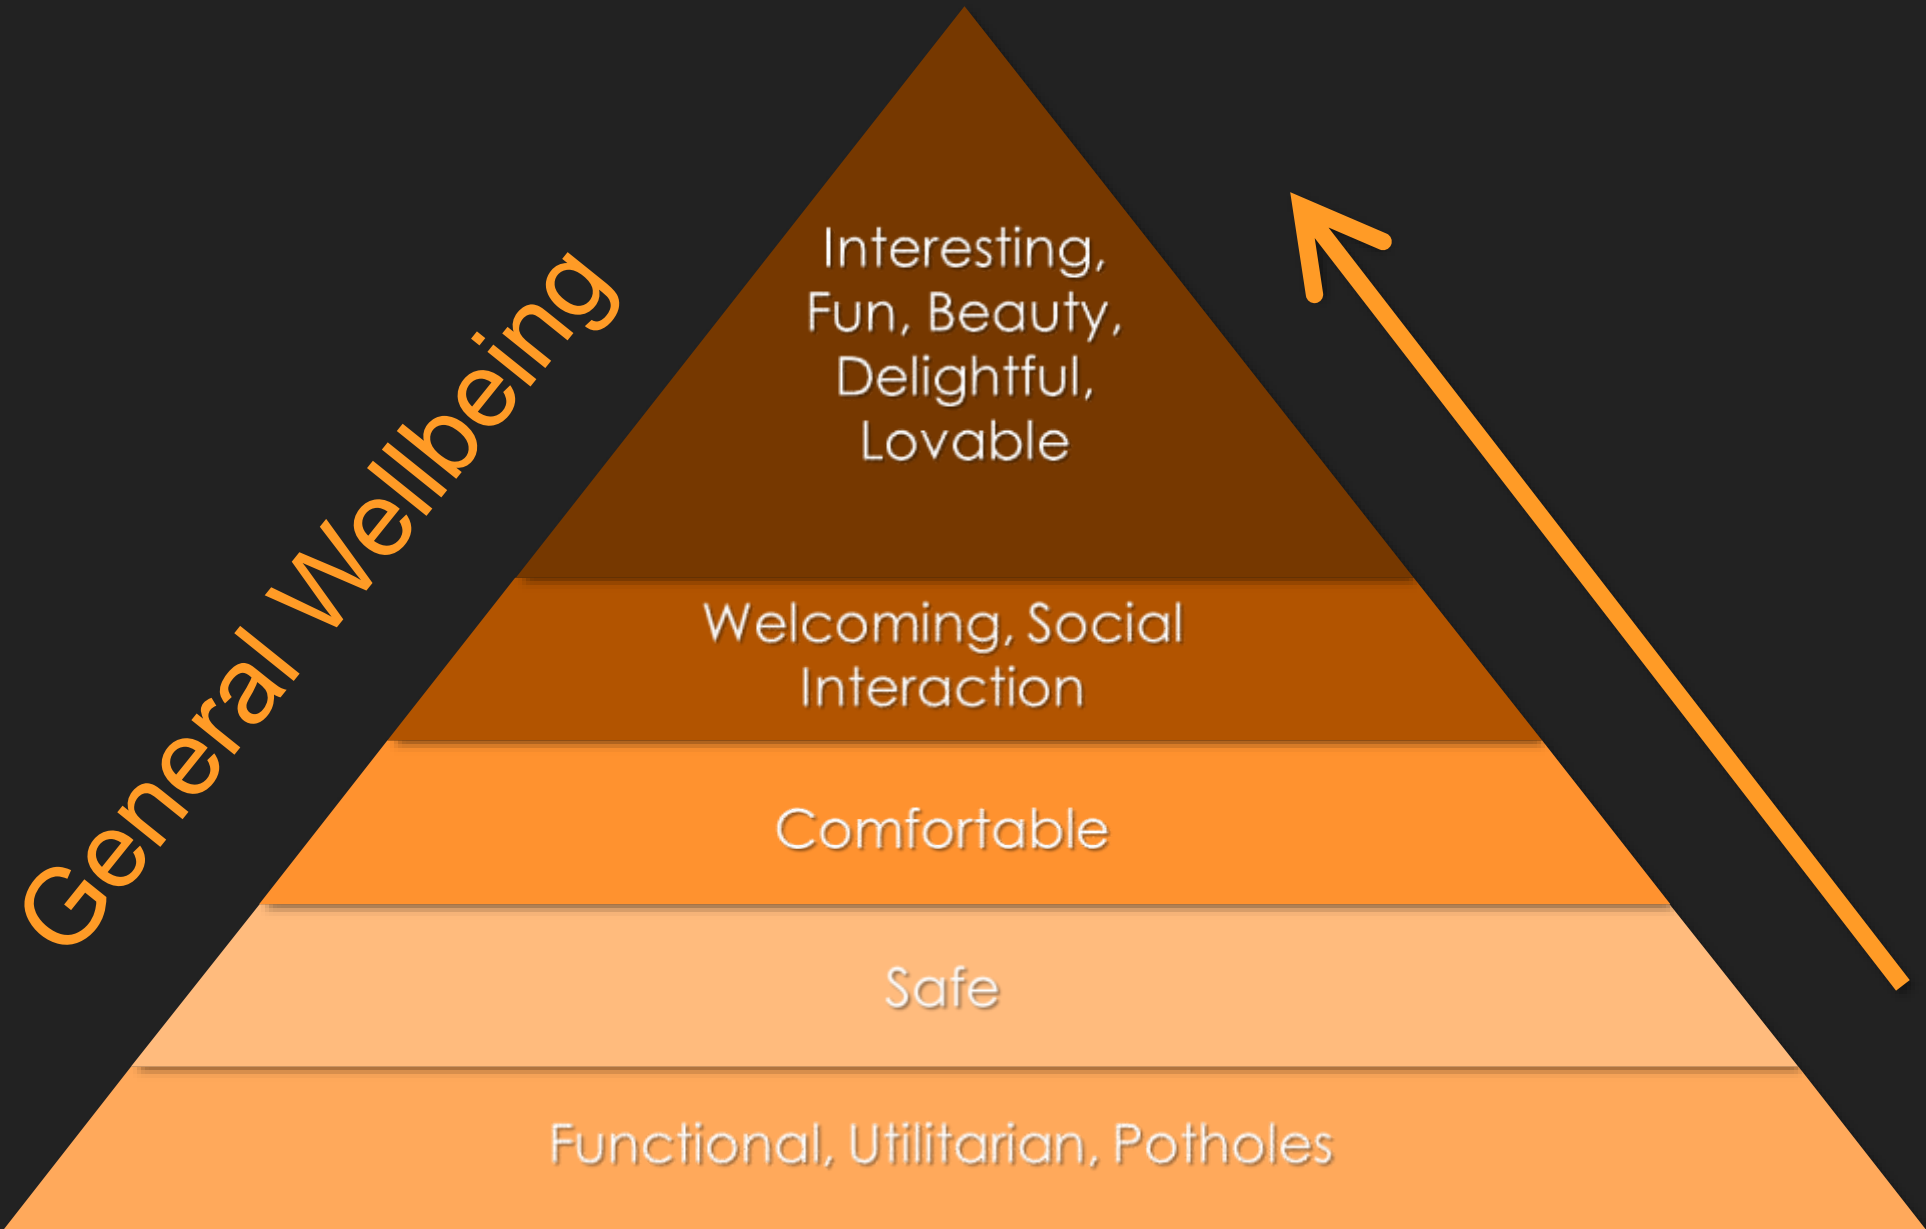 General Wellbeing
Interesting,
Fun, Beauty,
Delightful,
Lovable
Welcoming, Social
Interaction
Comfortable
Safe
Functional, Utilitarian, Potholes